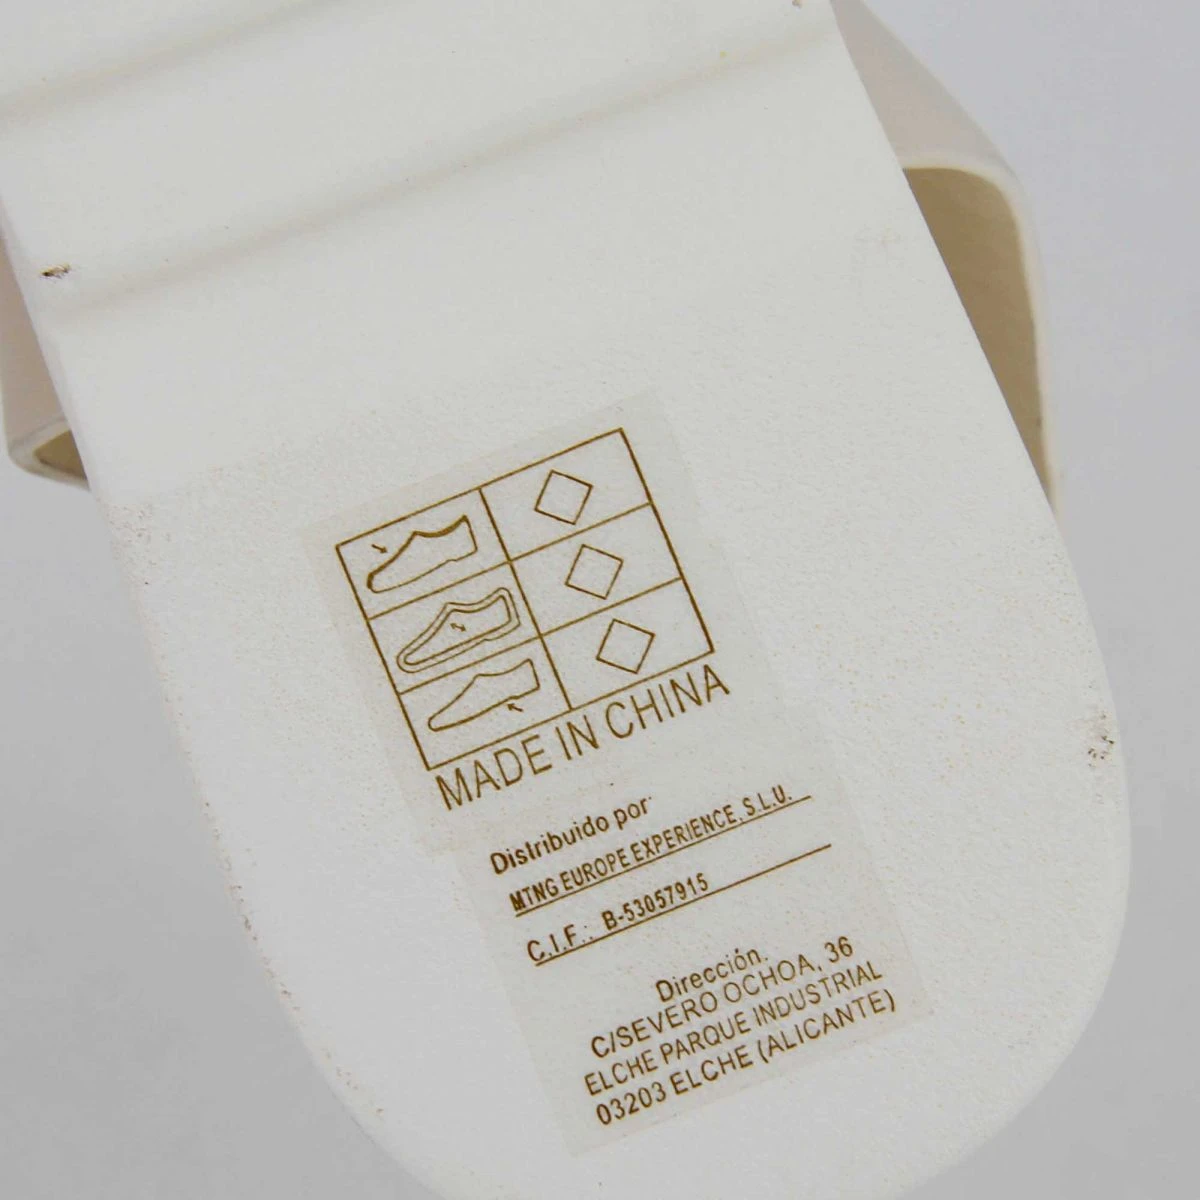 MADE IN CHINA
Distribuido por
MTNG EUROPE EXPERIENCE, S.L.U.
C.I.F.: B-53057915
Dirección.
C/SEVERO OCHOA, 36
ELCHE PARQUE INDUSTRIAL
03203 ELCHE (ALICANTE)